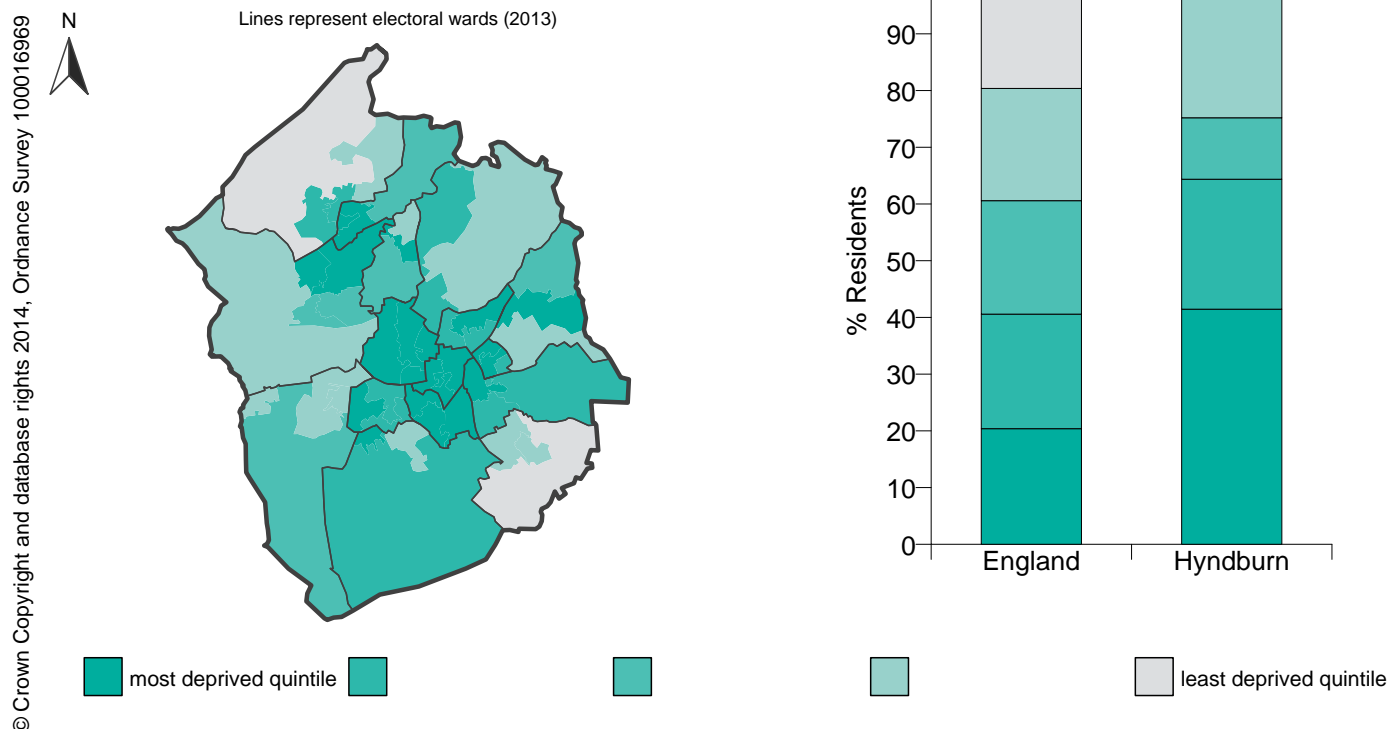 © Crown Copyright and database rights 2014, Ordnance Survey 100016969
N
Lines represent electoral wards (2013)
% Residents
90
80
70
60
50
40
30
20
10
0
England
Hyndburn
most deprived quintile
least deprived quintile